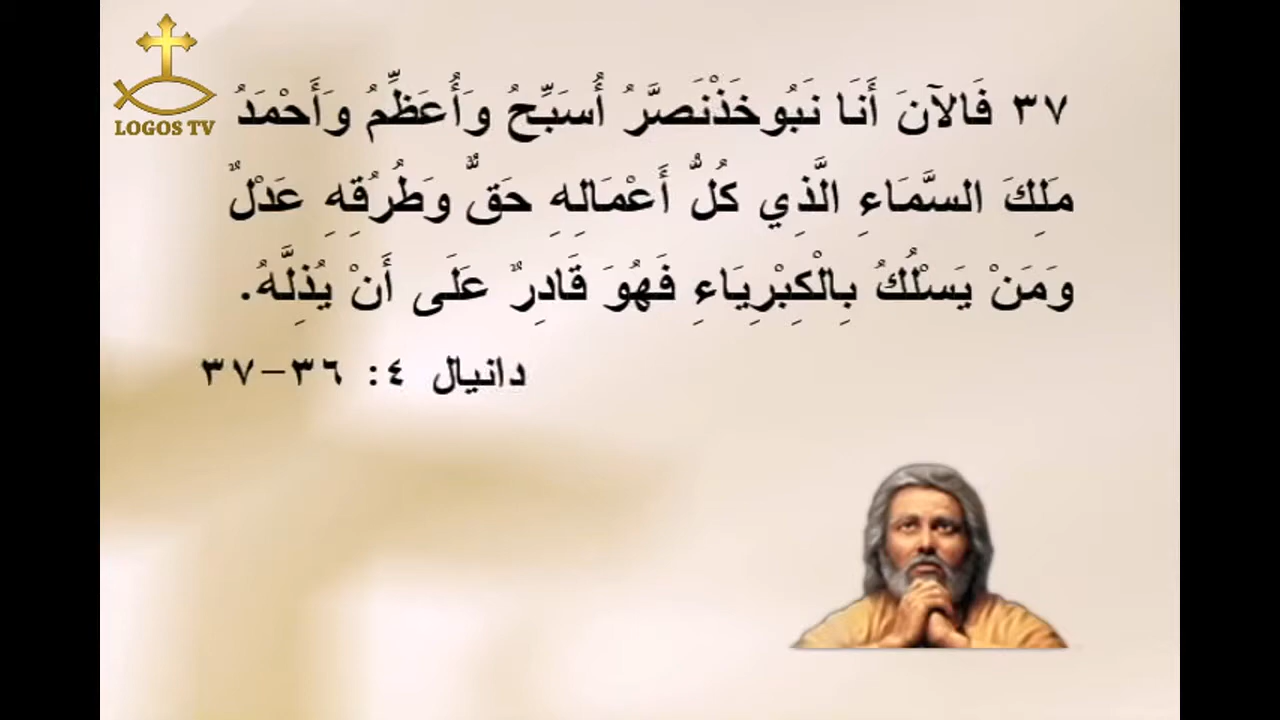 LOGOS TV
٣٧ فَالآنَ أَنَا نَبُوخَذْنَصَّرُ أُسَبِّحُ وَأُعَظِّمُ وَأَحْمَدُ
مَلِكَ السَّمَاءِ الَّذِي كُلُّ أَعْمَالِهِ حَقٌّ وَطُرُقِهِ عَدْلٌ
وَمَنْ يَسْلُكُ بِالْكِبْرِيَاءِ فَهُوَ قَادِرٌ عَلَى أَنْ يُذِلَّهُ.
دانيال ٤: ٣٦-٣٧